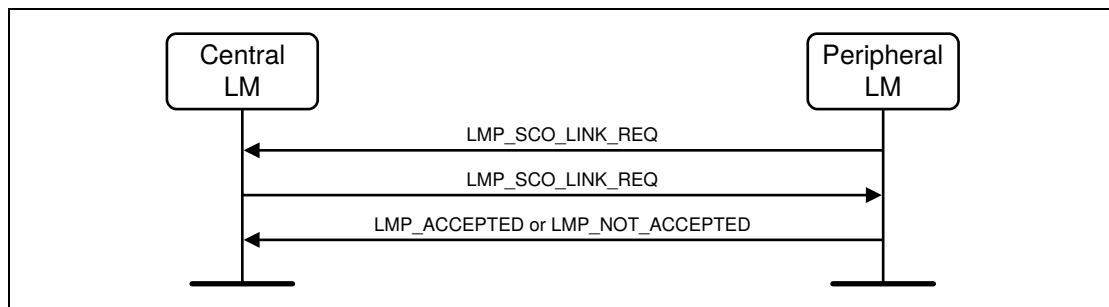 Central
LM
Peripheral
LM
LMP_SCO_LINK_REQ
LMP_SCO_LINK_REQ
LMP_ACCEPTED or LMP_NOT_ACCEPTED